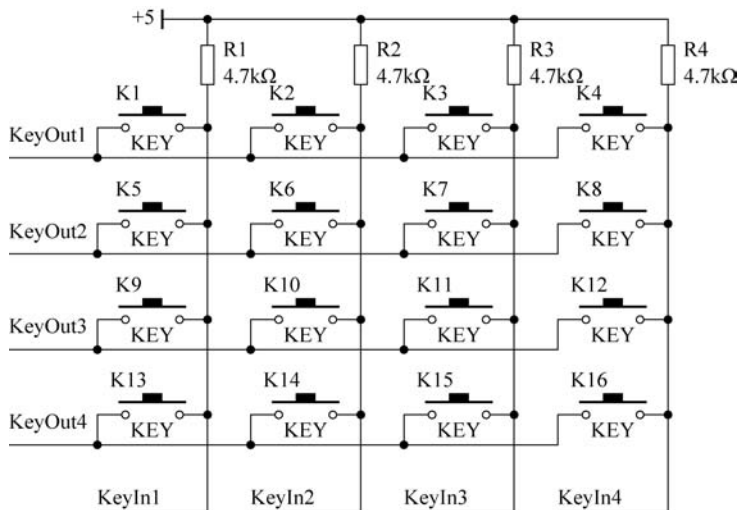 +5
R1 R2 R3 R4
4.7kΩ 4.7kΩ 4.7kΩ 4.7kΩ
K1 K2 K3 K4
KeyOut1
KEY KEY KEY KEY
K5 K6 K7 K8
KeyOut2
KEY KEY KEY KEY
K9 K10 K11 K12
KeyOut3
KEY KEY KEY KEY
K13 K14 K15 K16
KeyOut4
KEY KEY KEY KEY
KeyIn1 KeyIn2 KeyIn3 KeyIn4